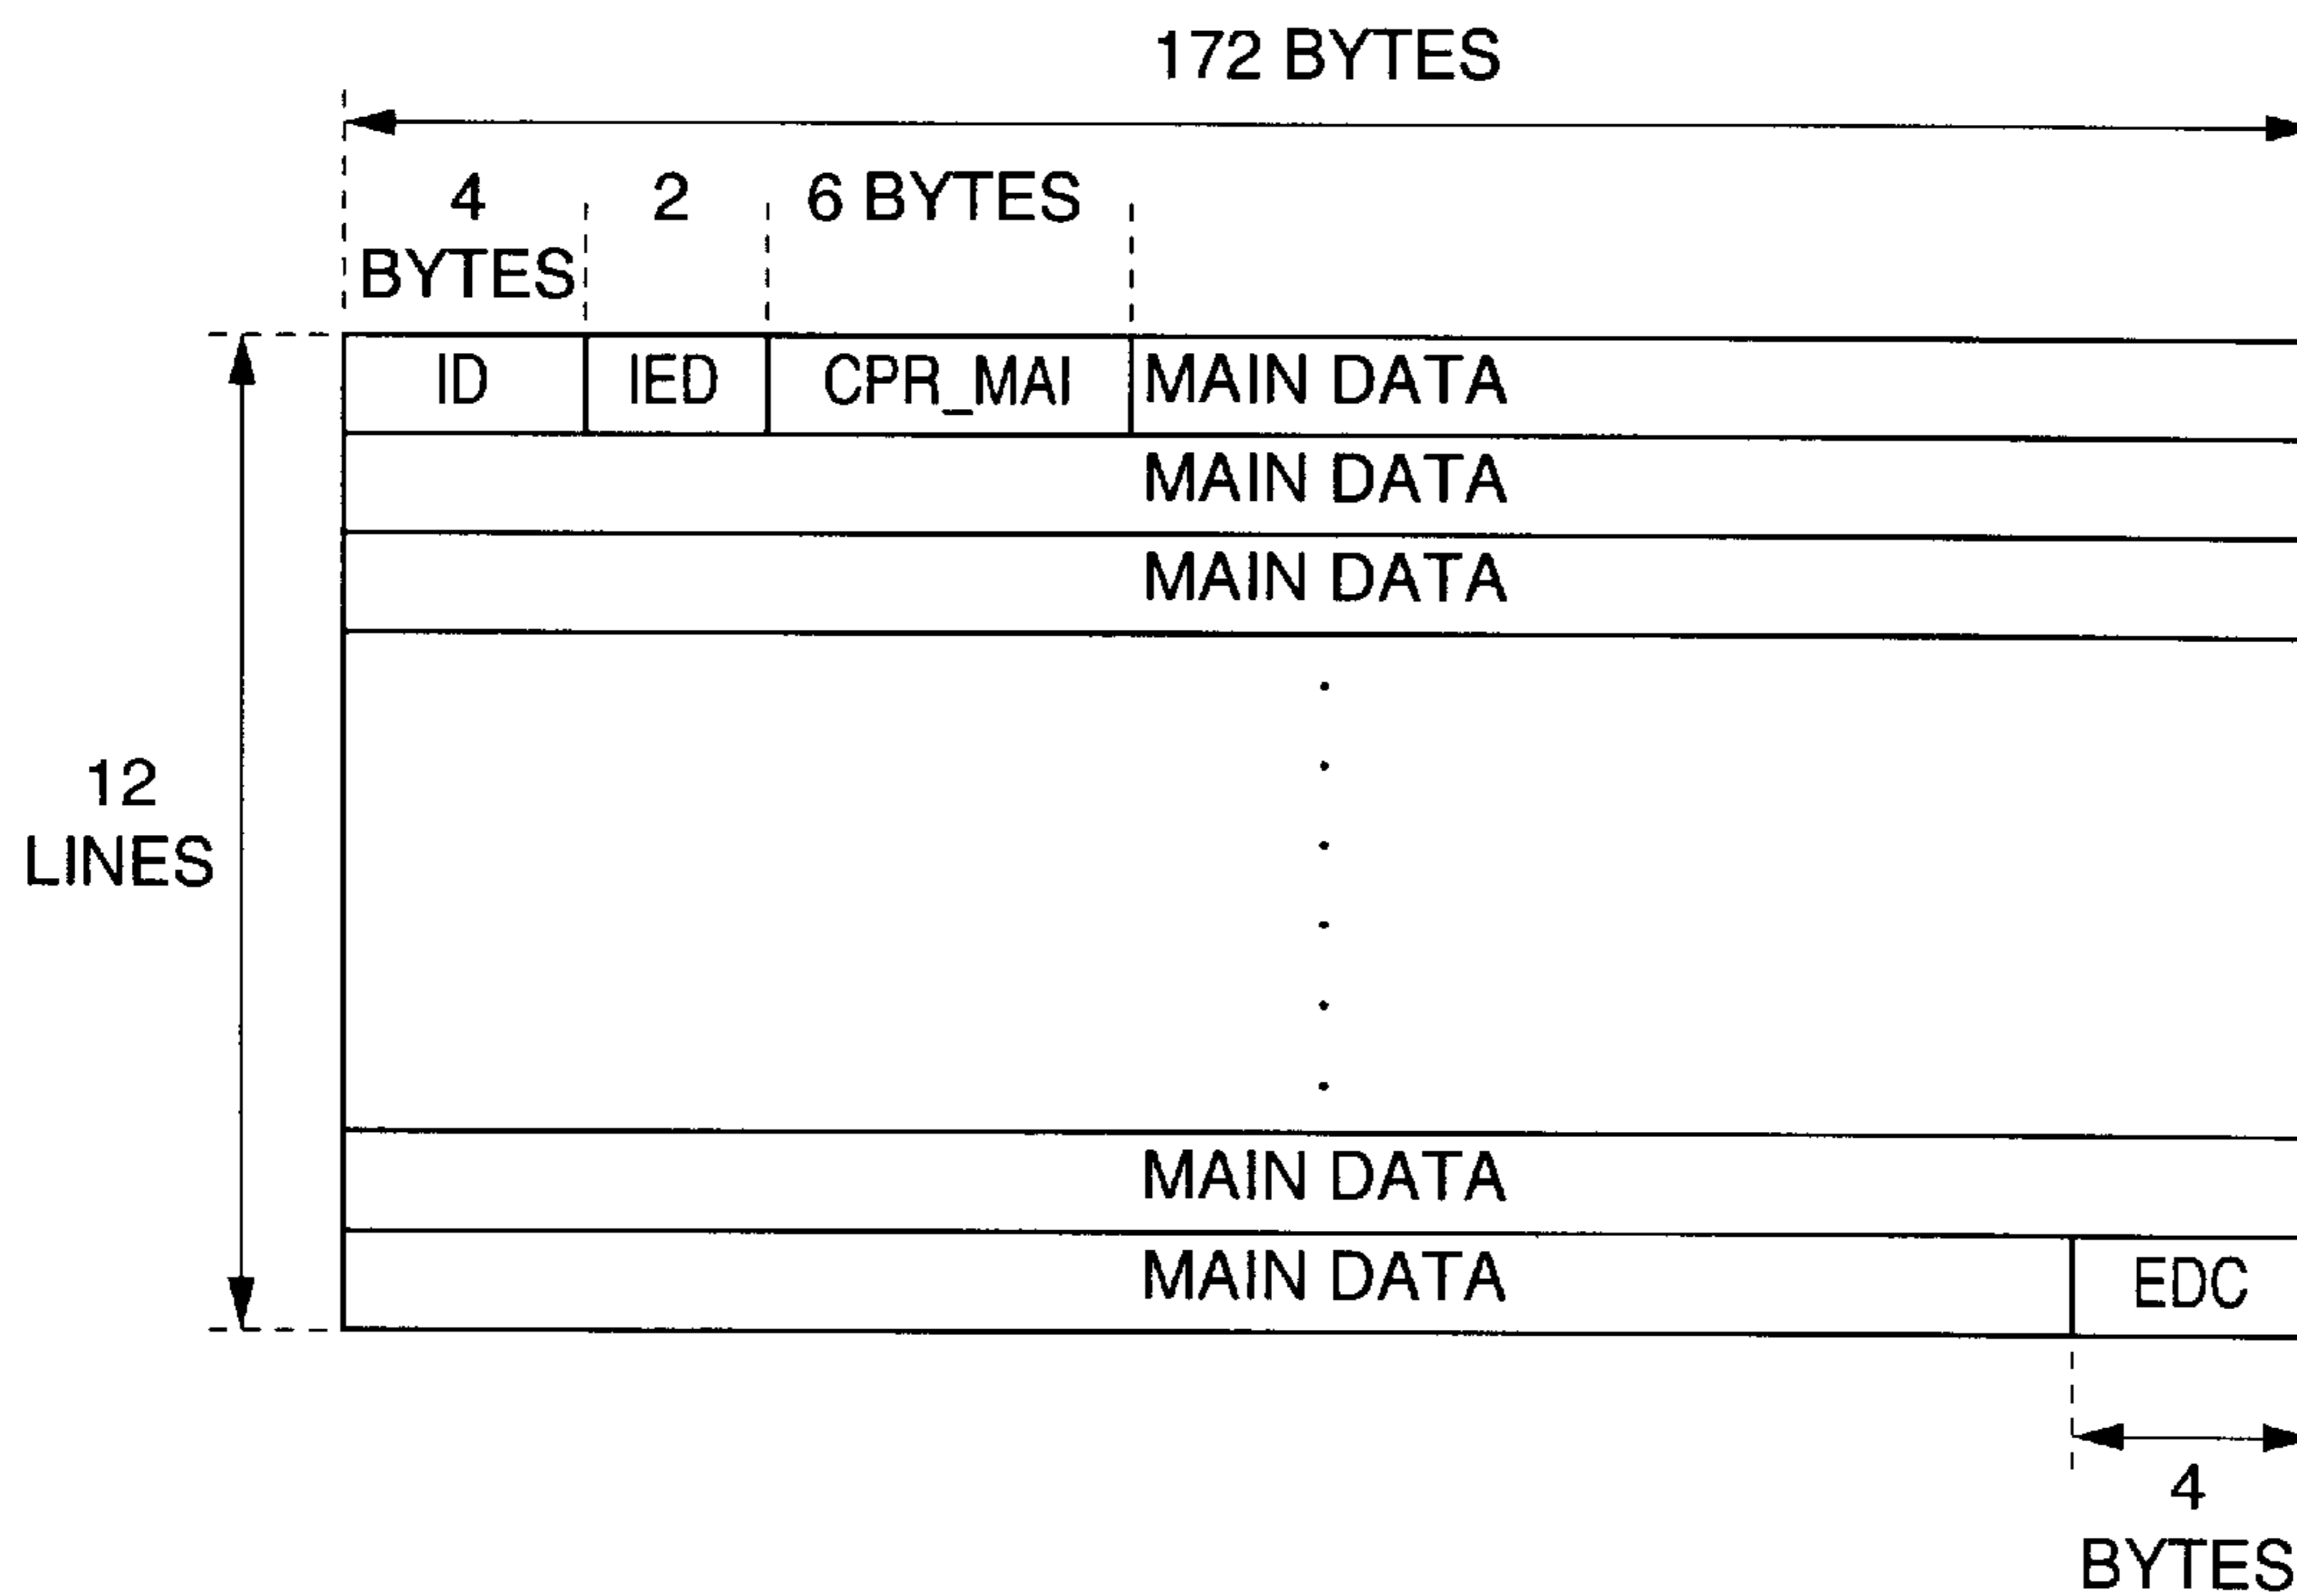 172 BYTES
4 BYTES
2
6 BYTES
ID
IED
CPR_MAI
MAIN DATA
MAIN DATA
MAIN DATA
12
LINES
MAIN DATA
MAIN DATA
EDC
4
BYTES